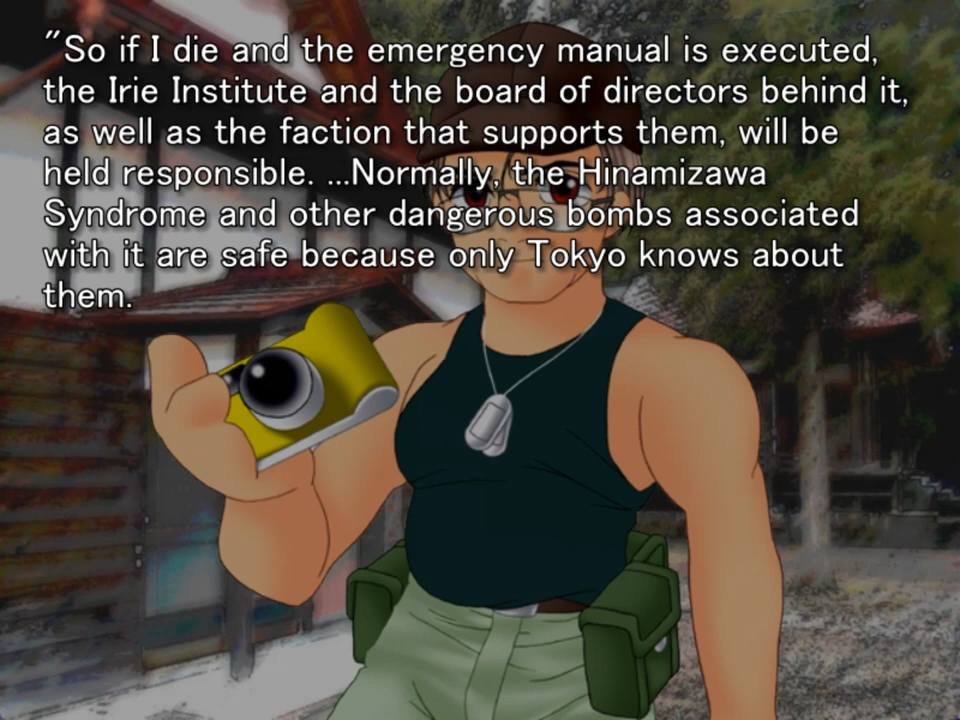 "So if I die and the emergency manual is executed,
the Irie Institute and the board of directors behind it,
as well as the faction that supports them, will be
held responsible. ...Normally, the Hinamizawa
Syndrome and other dangerous bombs associated
with it are safe because only Tokyo knows about
them.